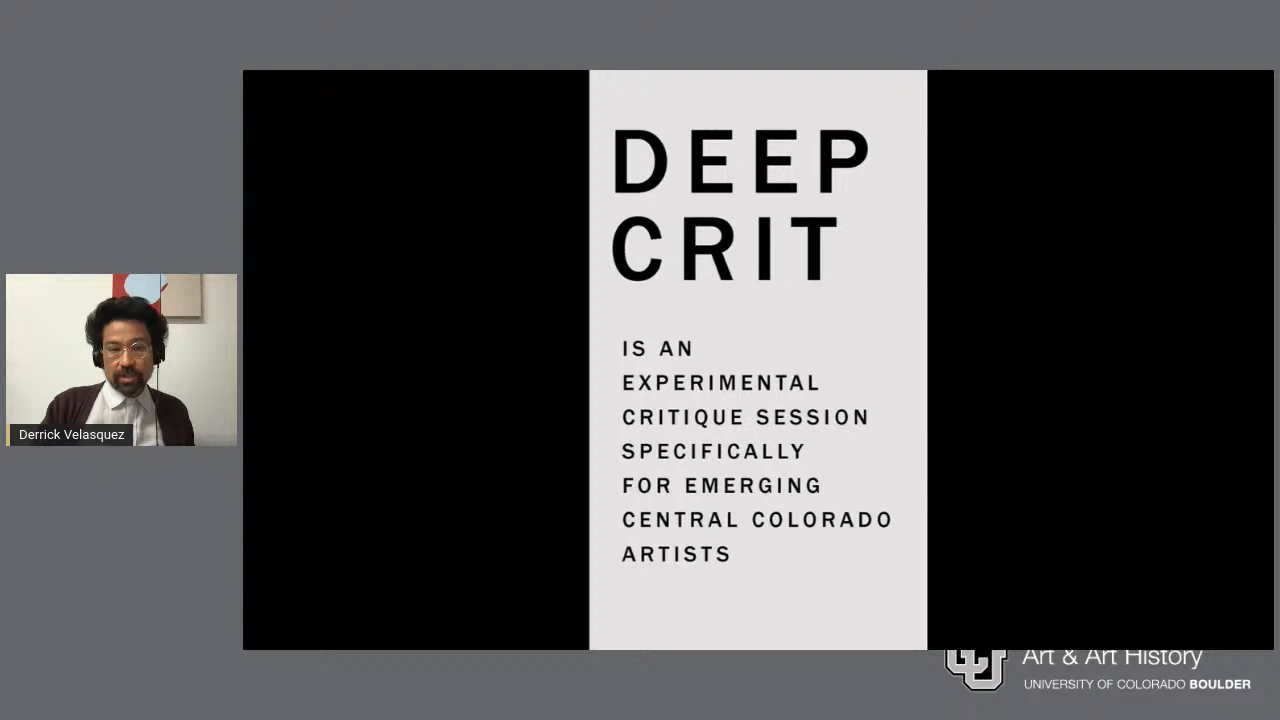 DEEP
CRIT
IS AN
EXPERIMENTAL
CRITIQUE SESSION
SPECIFICALLY
FOR EMERGING
CENTRAL COLORADO
ARTISTS
Derrick Velasquez
CU
Art & Art History
UNIVERSITY OF COLORADO BOULDER